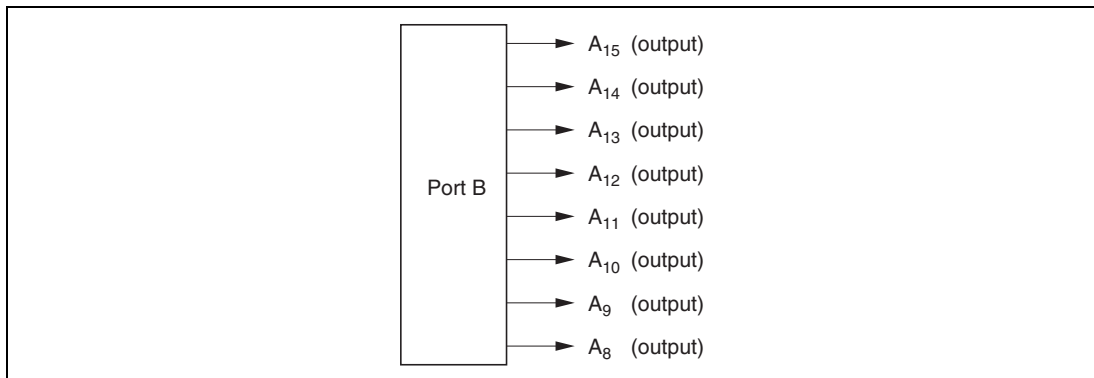 A15 (output)
A14 (output)
A13 (output)
A12 (output)
Port B
A11 (output)
A10 (output)
A9 (output)
A8 (output)